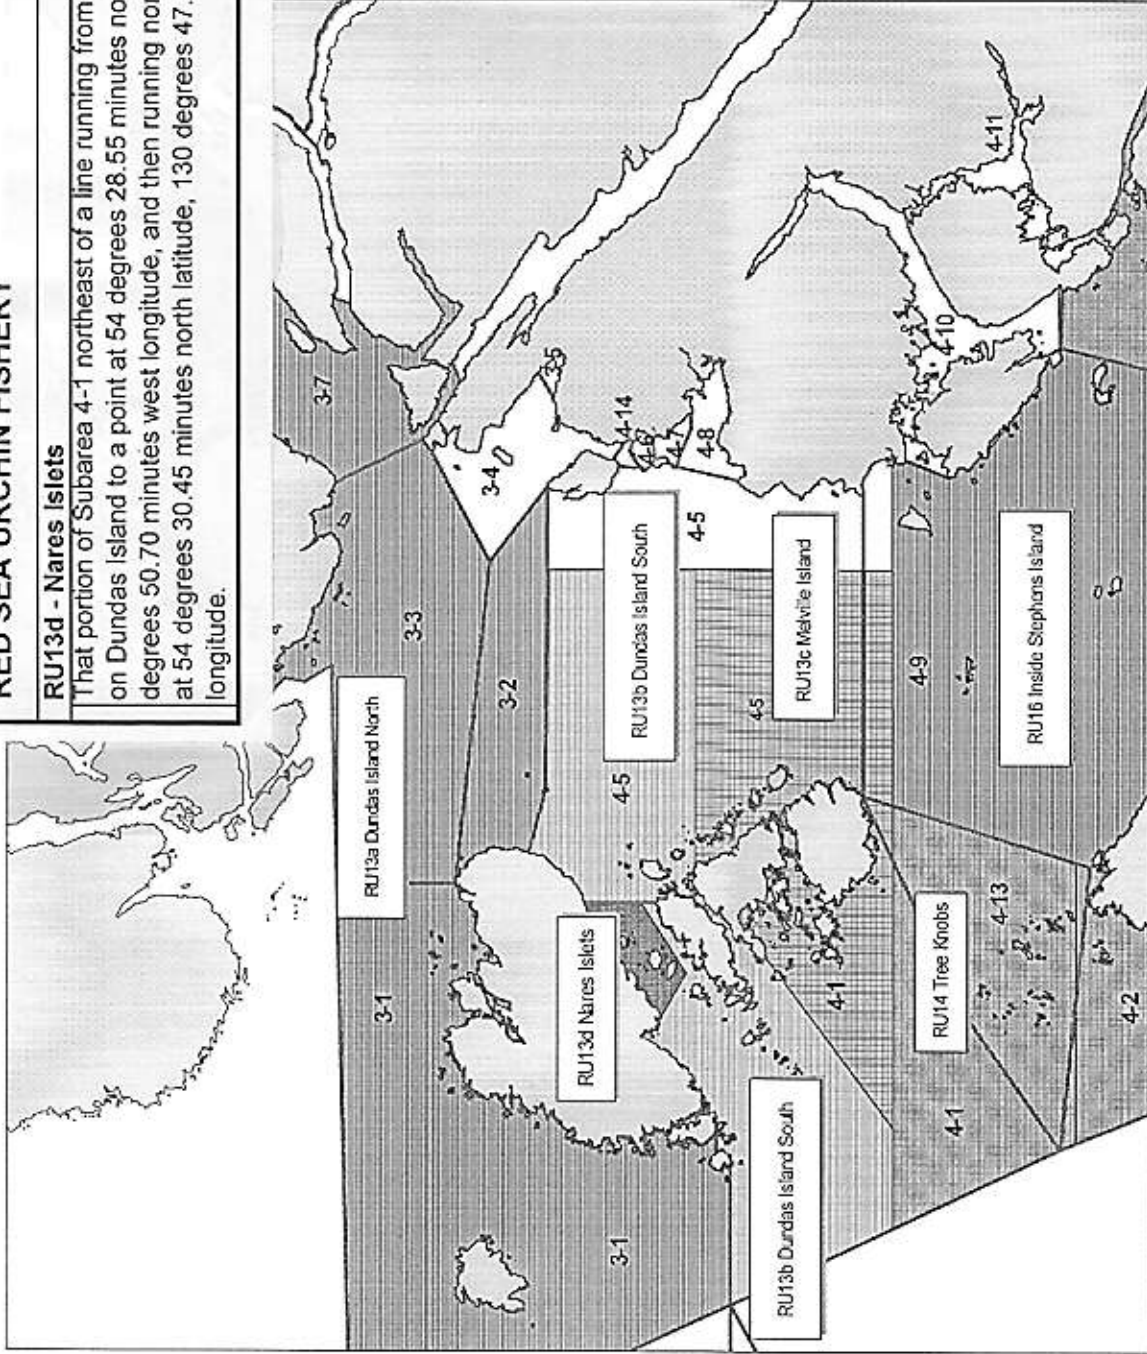 RED SEA URCHIN FISHERY
RU13d - Nares Islets
That portion of Subarea 4-1 northeast of a line running from
on Dundas Island to a point at 54 degrees 28.55 minutes no
degrees 50.70 minutes west longitude, and then running nor
at 54 degrees 30.45 minutes north latitude, 130 degrees 47.
longitude.
3-7
RU13a Dundas Island North
3-1
3-3
3-4
3-2
3-5
RU13d Nares Islets
3-1
4-5
4-14
RU13b Dundas Island South
4-6
4-7
4-5
4-8
4-5
RU13b Dundas Island South
RU13c Melville Island
4-1
4-9
RU14 Tree Knobs
4-10
4-1
4-11
4-13
RU16 Inside Stephens Island
4-2